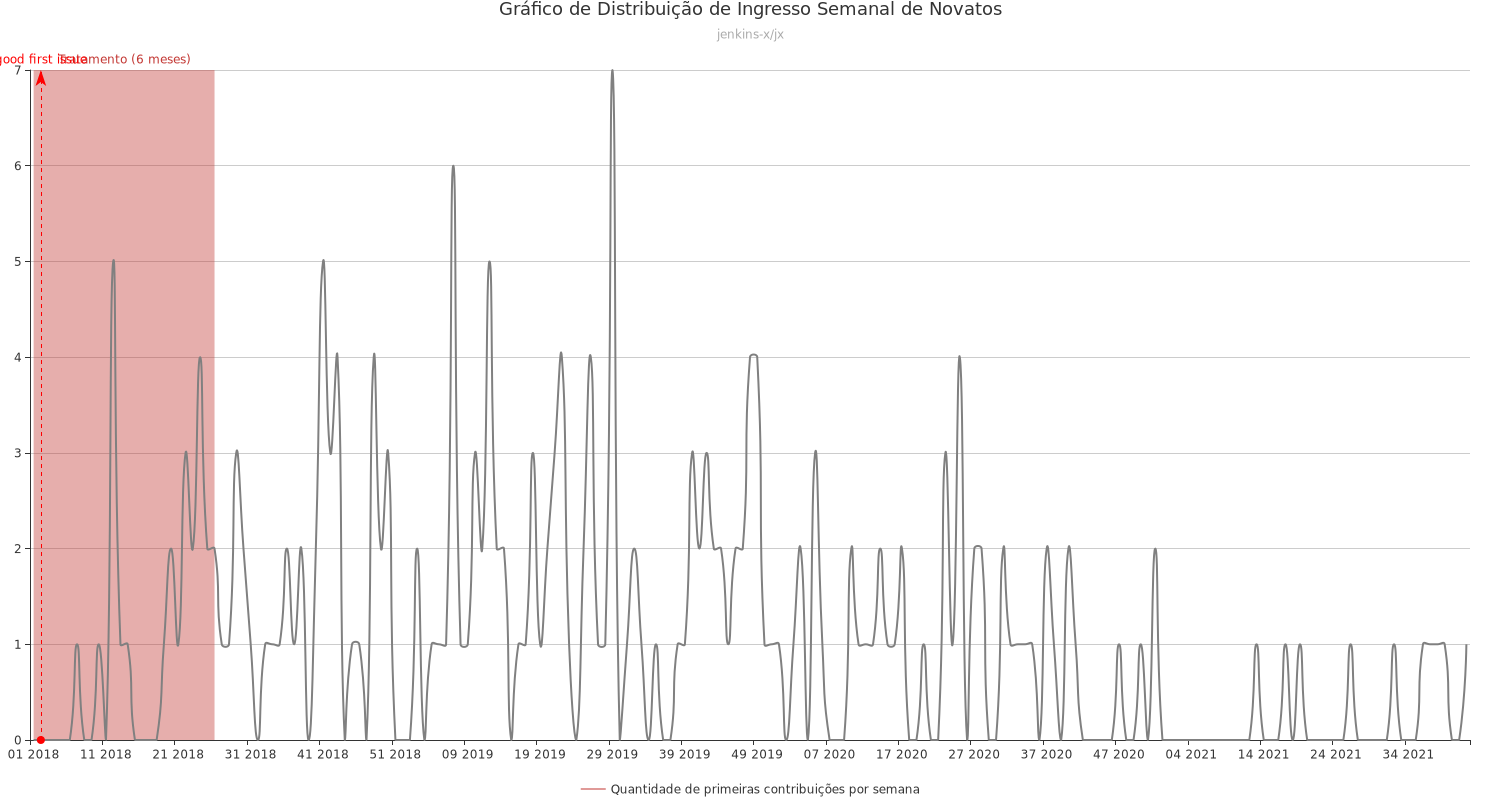 Gráfico de Distribuição de Ingresso Semanal de Novatos
jenkins-x/jx
good first issue
Tratamento (6 meses)
7
6
5
4
3
2
1
0
01 2018 11 2018 21 2018 31 2018 41 2018 51 2018 09 2019 19 2019 29 2019 39 2019 49 2019 07 2020 17 2020 27 2020 37 2020 47 2020 04 2021 14 2021 24 2021 34 2021
Quantidade de primeiras contribuições por semana